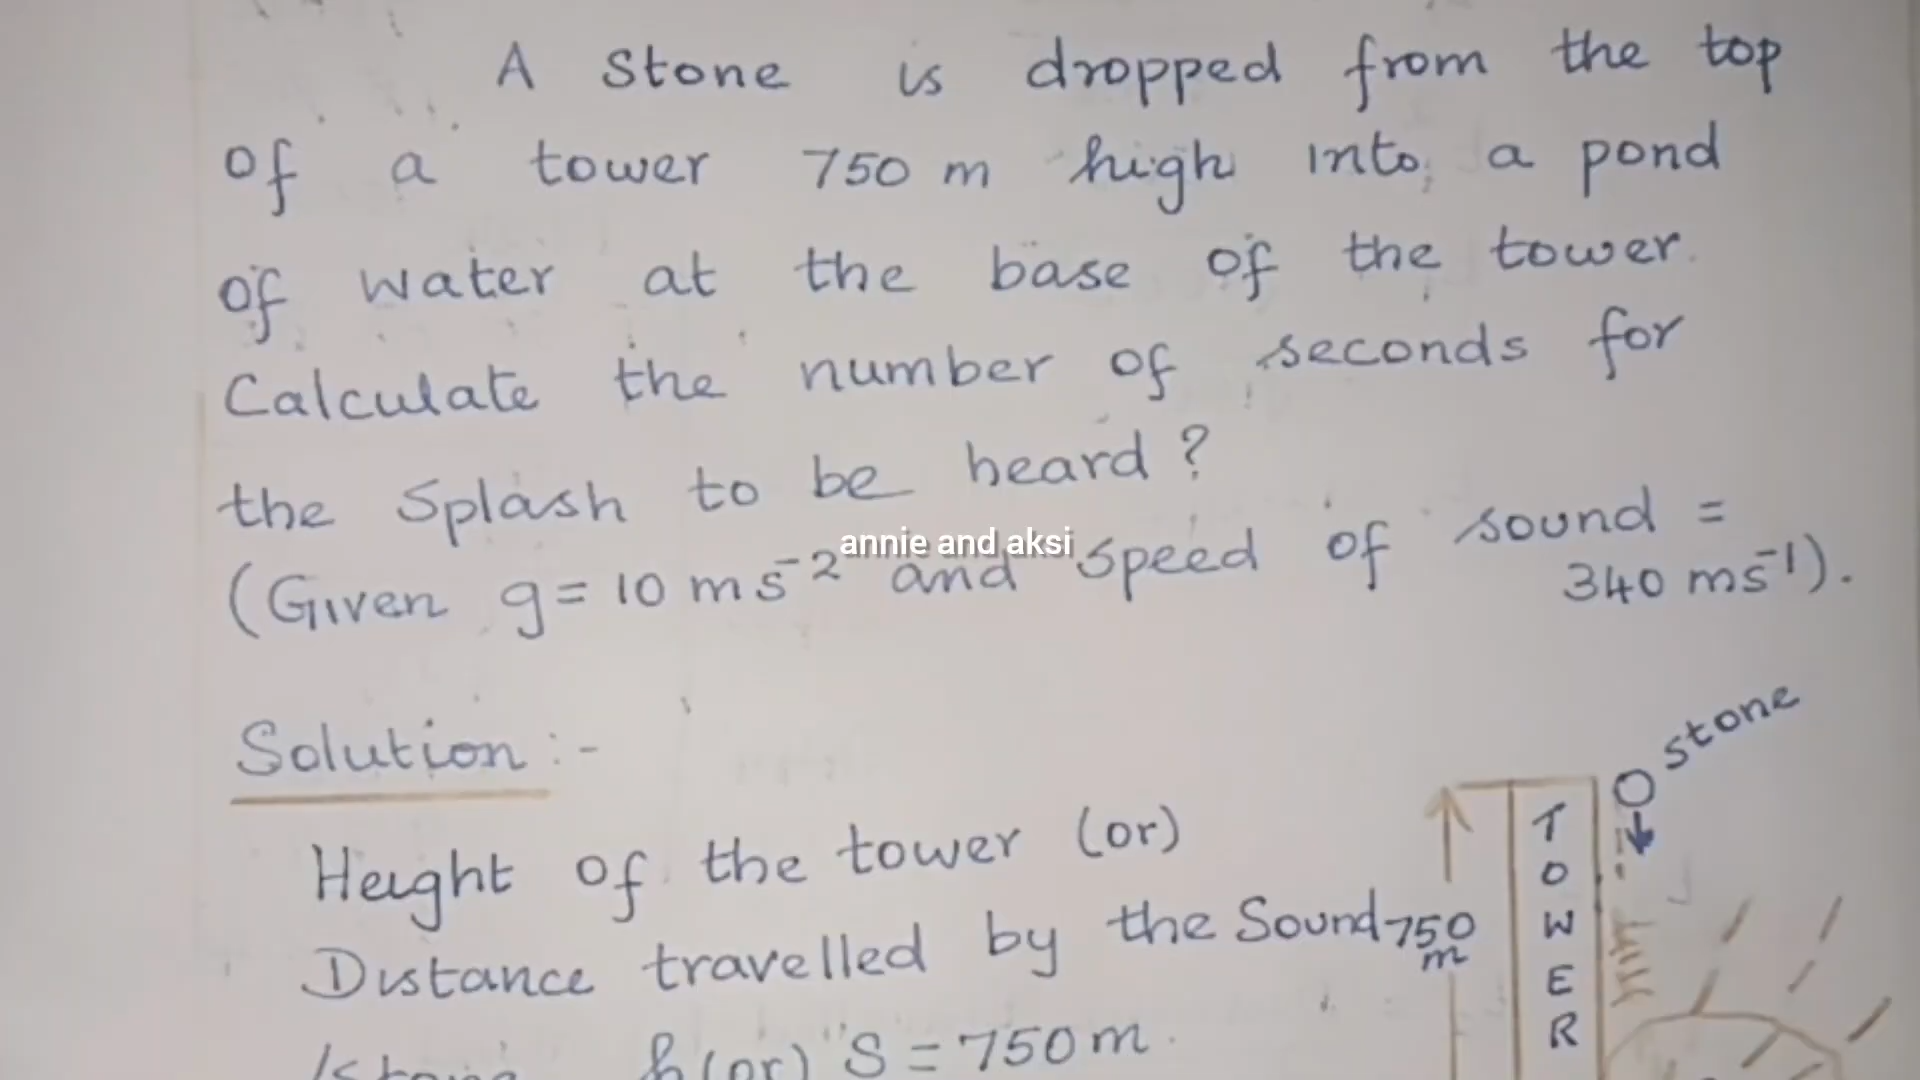 A stone is dropped from the top
of a tower 750 m high into a pond
of water at the base of the tower.
Calculate the number of seconds for
the splash to be heard?
(Given g = 10 ms⁻² and speed of sound =
340 ms⁻¹).
annie and aksi
Solution :-
stone
Height of the tower (or)
Distance travelled by the Sound
750
m
TOWER
h (or) S = 750 m